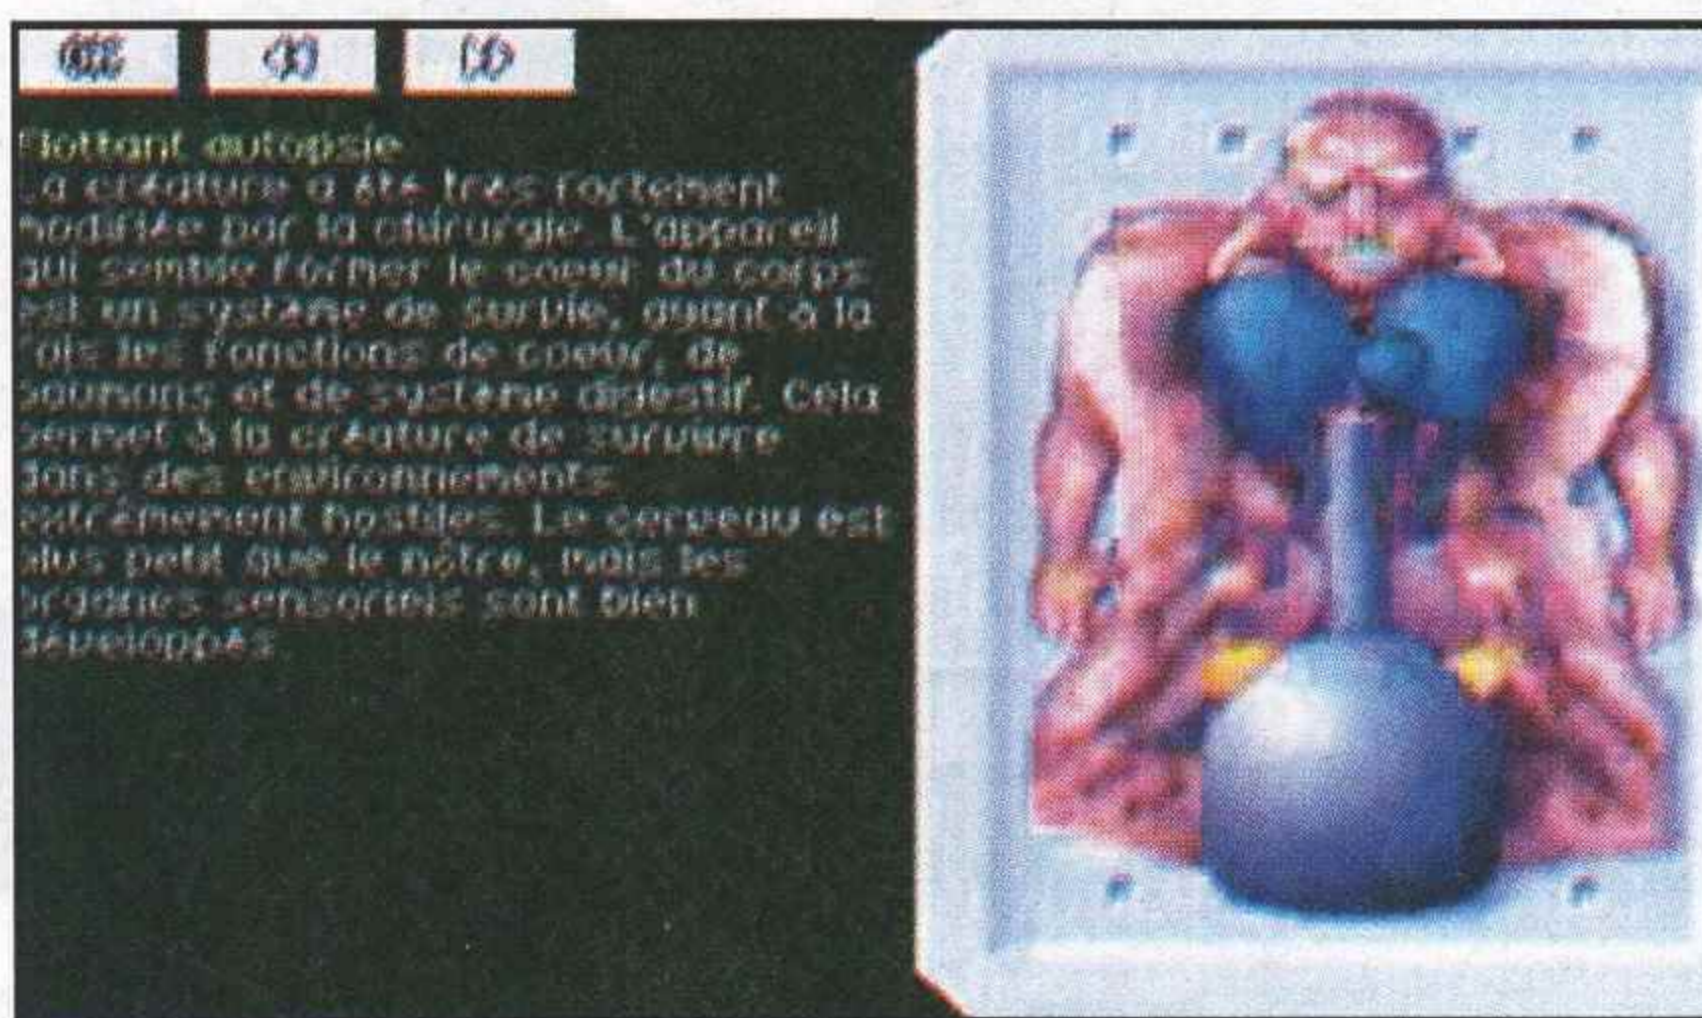 OK << >>
Flottant autopsie
La créature a été très fortement
modifiée par la chirurgie. L'appareil
qui semble former le coeur du corps
est un système de survie, ayant à la
fois les fonctions de coeur, de
poumons et de système digestif. Cela
permet à la créature de survivre
dans des environnements
extrêmement hostiles. Le cerveau est
plus petit que le nôtre, mais les
organes sensoriels sont bien
développés